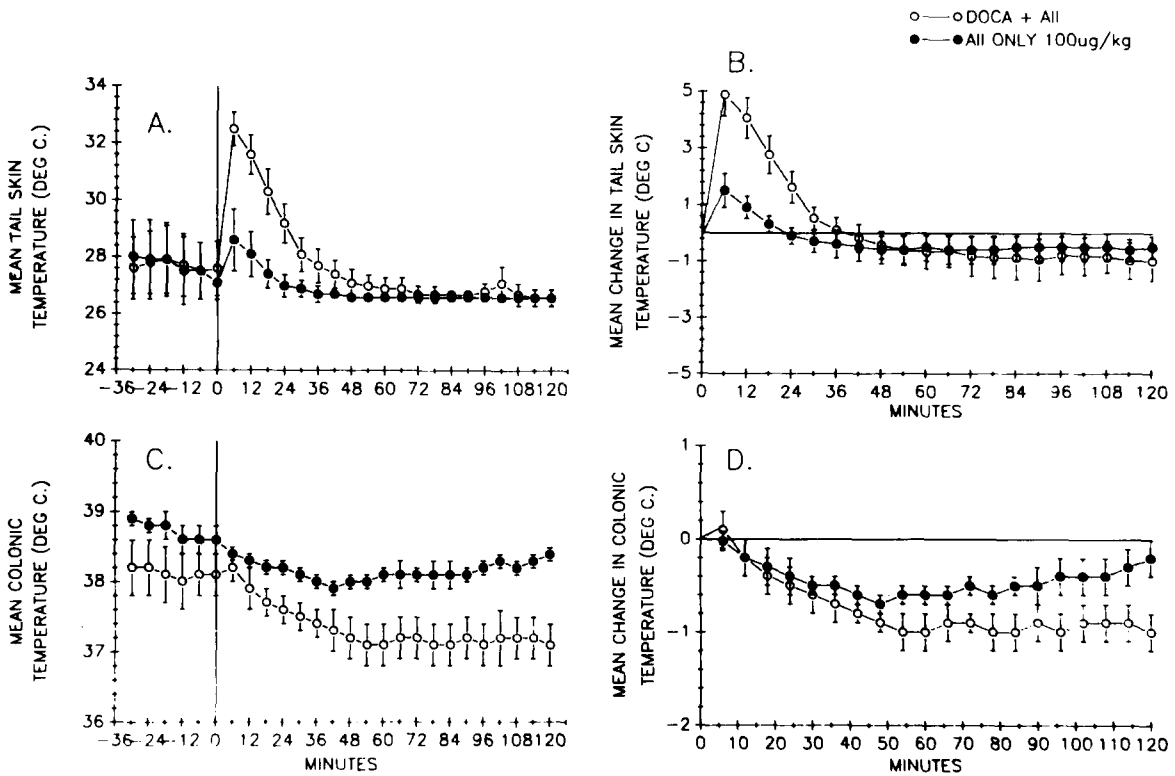 DOCA + AII
AII ONLY 100ug/kg
A.
MEAN TAIL SKIN
TEMPERATURE (DEG C.)
34
32
30
28
26
24
-36 -24 -12 0 12 24 36 48 60 72 84 96 108 120
B.
MEAN CHANGE IN TAIL SKIN
TEMPERATURE (DEG C)
5
3
1
-1
-3
-5
0 12 24 36 48 60 72 84 96 108 120
MINUTES
C.
MEAN COLONIC
TEMPERATURE (DEG C.)
40
39
38
37
36
-36 -24 -12 0 12 24 36 48 60 72 84 96 108 120
MINUTES
D.
MEAN CHANGE IN COLONIC
TEMPERATURE (DEG C.)
1
0
-1
-2
0 10 20 30 40 50 60 70 80 90 100 110 120
MINUTES